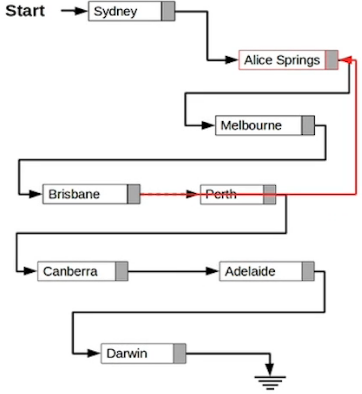 Start
Sydney
Alice Springs
Melbourne
Brisbane
Perth
Canberra
Adelaide
Darwin